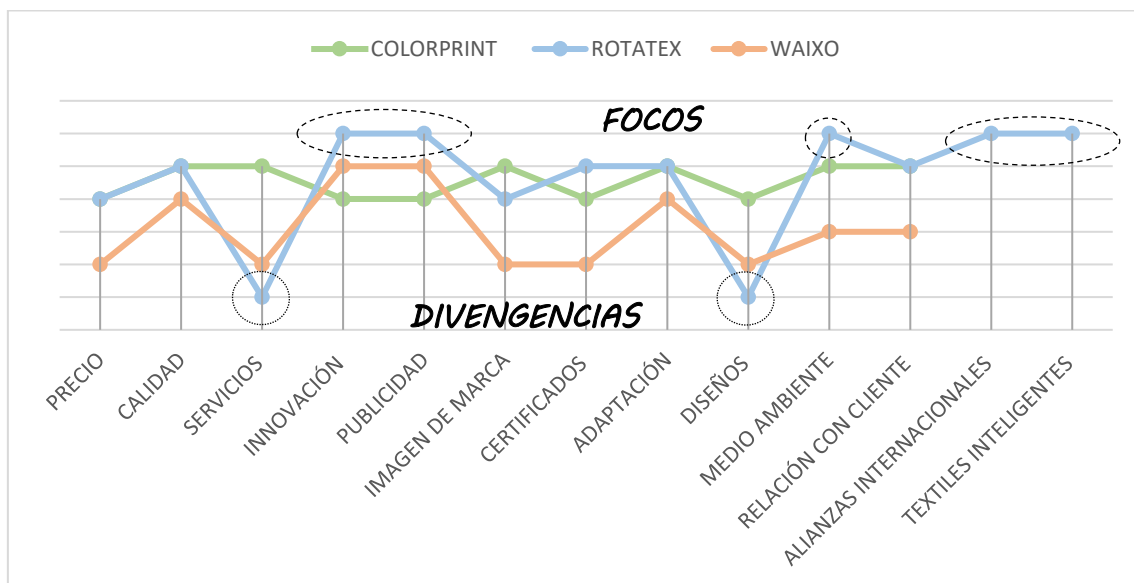 COLORPRINT ROTATEX WAIXO
FOCOS
DIVENGENCIAS
PRECIO
CALIDAD
SERVICIOS
INNOVACIÓN
PUBLICIDAD
IMAGEN DE MARCA
CERTIFICADOS
ADAPTACIÓN
DISEÑOS
MEDIO AMBIENTE
RELACIÓN CON CLIENTE
ALIANZAS INTERNACIONALES
TEXTILES INTELIGENTES